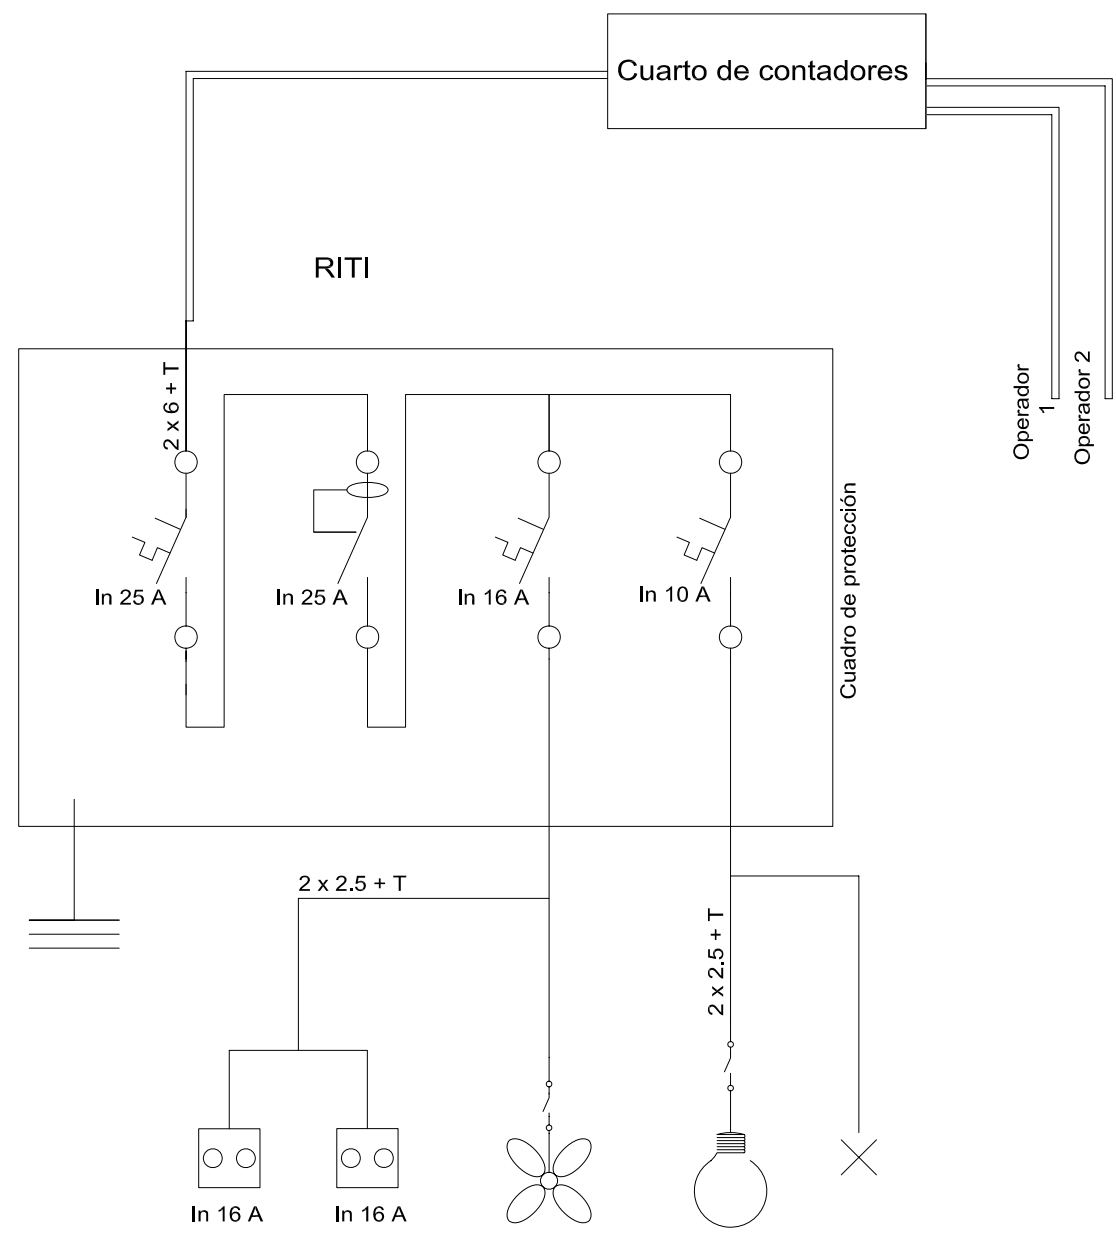 Cuarto de contadores
RITI
2 x 6 + T
Operador
1
Operador 2
In 25 A
In 25 A
In 16 A
In 10 A
Cuadro de protección
2 x 2.5 + T
2 x 2.5 + T
In 16 A
In 16 A